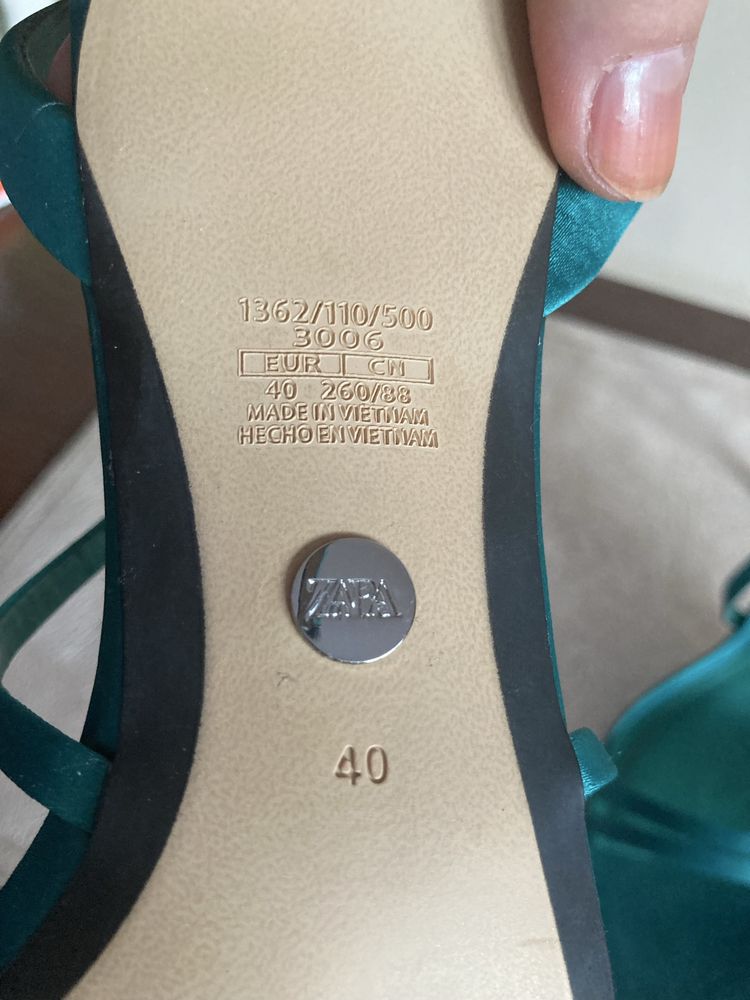 1362/110/500
3006
EUR CN
40 260/88
MADE IN VIETNAM
HECHO EN VIETNAM
ZARA
40